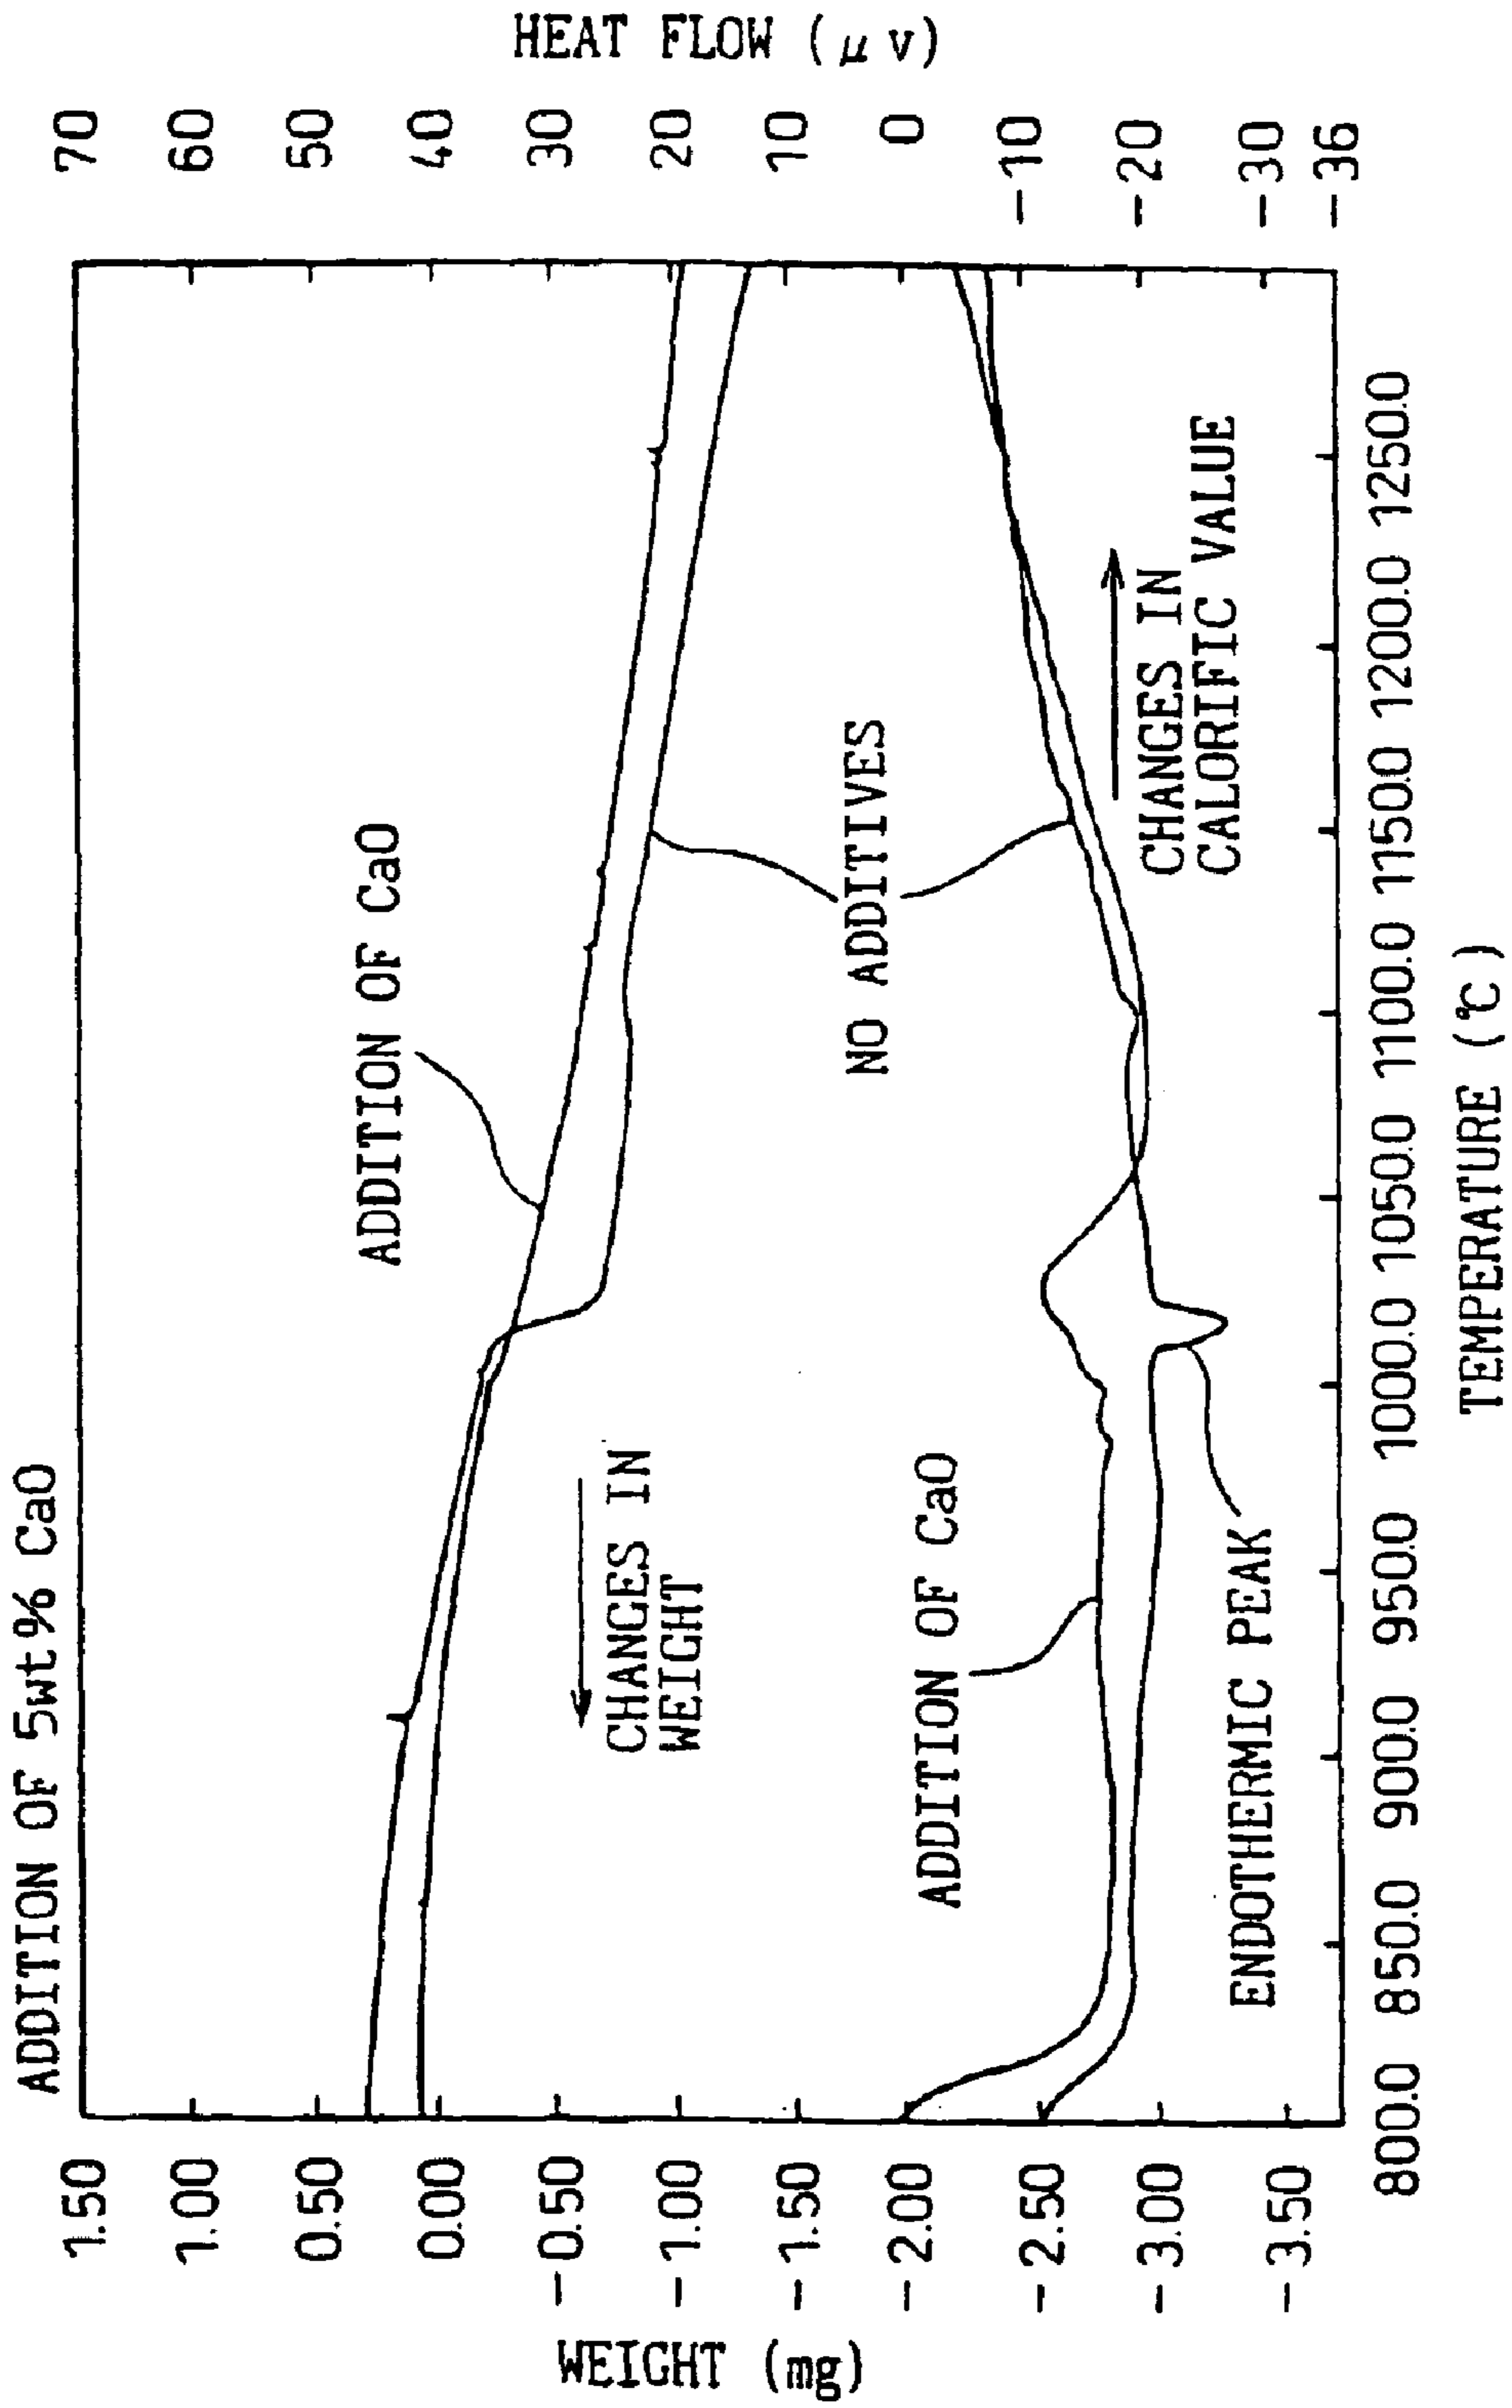 ADDITION OF 5wt% CaO
WEIGHT (mg)
1.50
1.00
0.50
0.00
-0.50
-1.00
-1.50
-2.00
-2.50
-3.00
-3.50
HEAT FLOW (μv)
70
60
50
40
30
20
10
0
-10
-20
-30
-36
ADDITION OF CaO
CHANGES IN
WEIGHT
NO ADDITIVES
ADDITION OF CaO
CHANGES IN
CALORIFIC VALUE
ENDOTHERMIC PEAK
800.0 850.0 900.0 950.0 1000.0 1050.0 1100.0 1150.0 1200.0 1250.0
TEMPERATURE (℃)